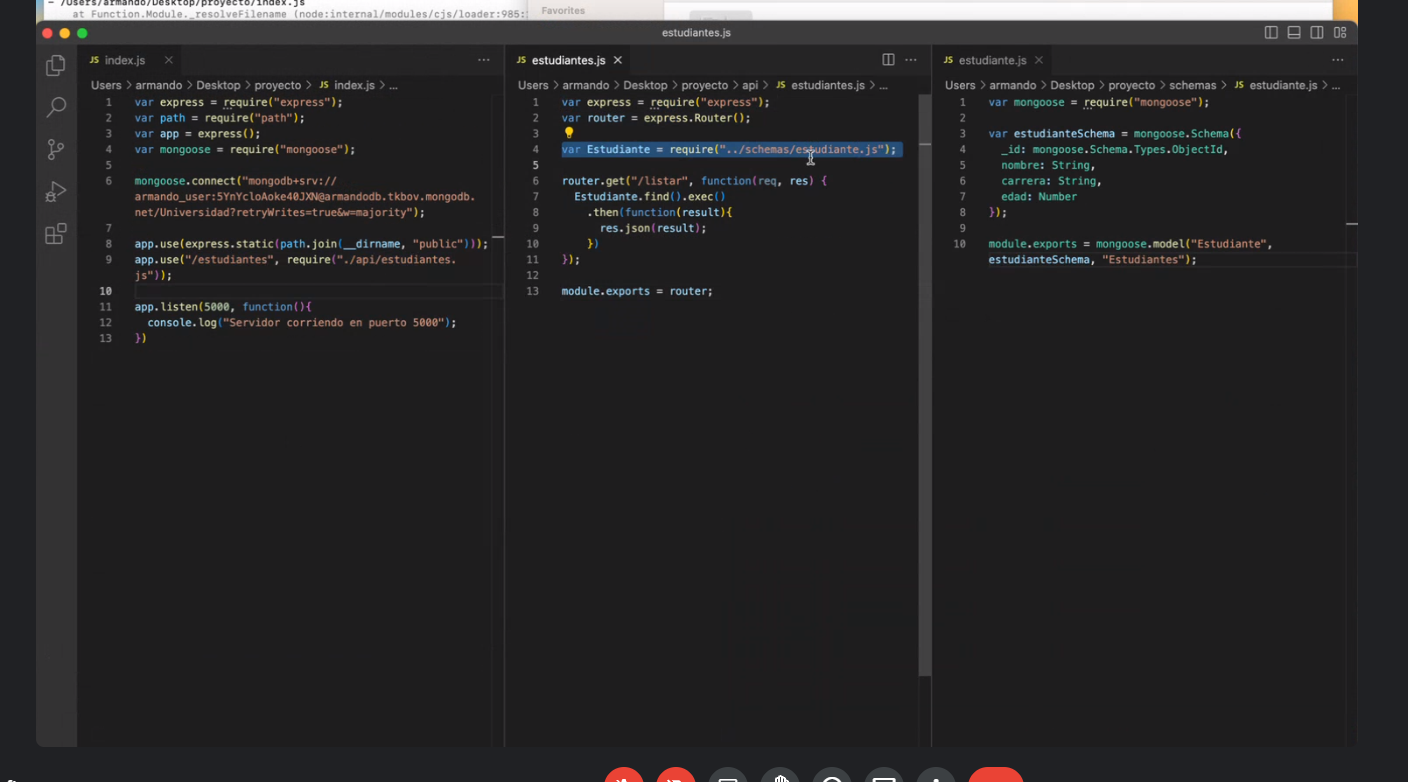 - /Users/armando/Desktop/proyecto/index.js
at Function.Module._resolveFilename (node:internal/modules/cjs/loader:985:
Favorites
estudiantes.js
JS index.js
Users > armando > Desktop > proyecto > JS index.js > ...
1 var express = require("express");
2 var path = require("path");
3 var app = express();
4 var mongoose = require("mongoose");
5
6 mongoose.connect("mongodb+srv://
armando_user:5YnYcloAoke40JXN@armandodb.tkbov.mongodb.
net/Universidad?retryWrites=true&w=majority");
7
8 app.use(express.static(path.join(__dirname, "public")));
9 app.use("/estudiantes", require("./api/estudiantes.
js"));
10
11 app.listen(5000, function(){
12 console.log("Servidor corriendo en puerto 5000");
13 })
JS estudiantes.js
Users > armando > Desktop > proyecto > api > JS estudiantes.js > ...
1 var express = require("express");
2 var router = express.Router();
3
4 var Estudiante = require("../schemas/estudiante.js");
5
6 router.get("/listar", function(req, res) {
7 Estudiante.find().exec()
8 .then(function(result){
9 res.json(result);
10 })
11 });
12
13 module.exports = router;
JS estudiante.js
Users > armando > Desktop > proyecto > schemas > JS estudiante.js > ...
1 var mongoose = require("mongoose");
2
3 var estudianteSchema = mongoose.Schema({
4 _id: mongoose.Schema.Types.ObjectId,
5 nombre: String,
6 carrera: String,
7 edad: Number
8 });
9
10 module.exports = mongoose.model("Estudiante",
estudianteSchema, "Estudiantes");